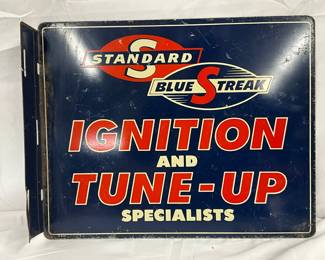 S
STANDARD
BLUE STREAK
S
IGNITION
AND
TUNE-UP
SPECIALISTS